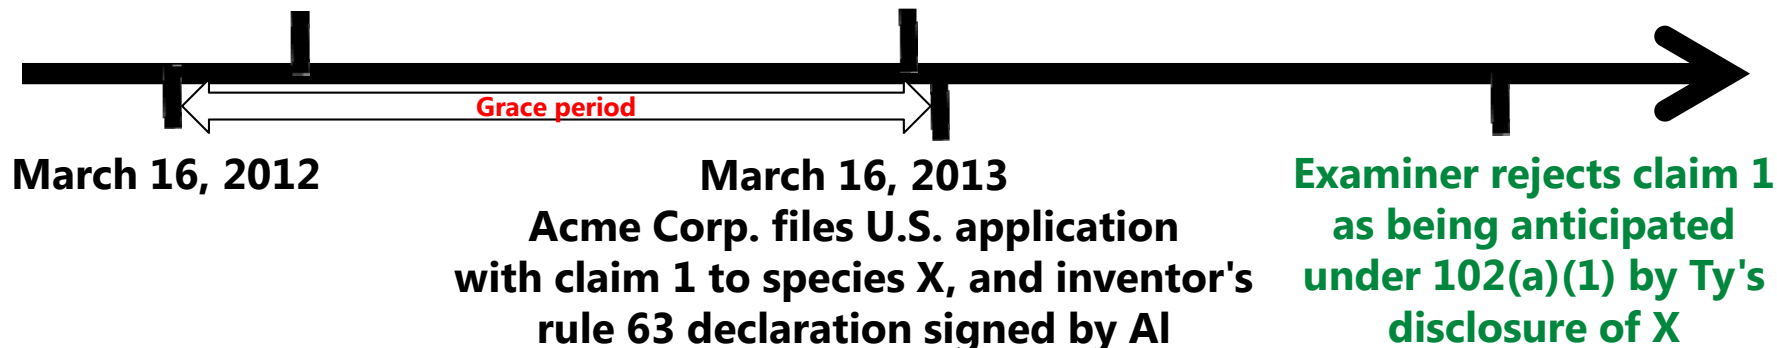 Grace period
March 16, 2012
March 16, 2013
Acme Corp. files U.S. application
with claim 1 to species X, and inventor's
rule 63 declaration signed by Al
Examiner rejects claim 1
as being anticipated
under 102(a)(1) by Ty's
disclosure of X